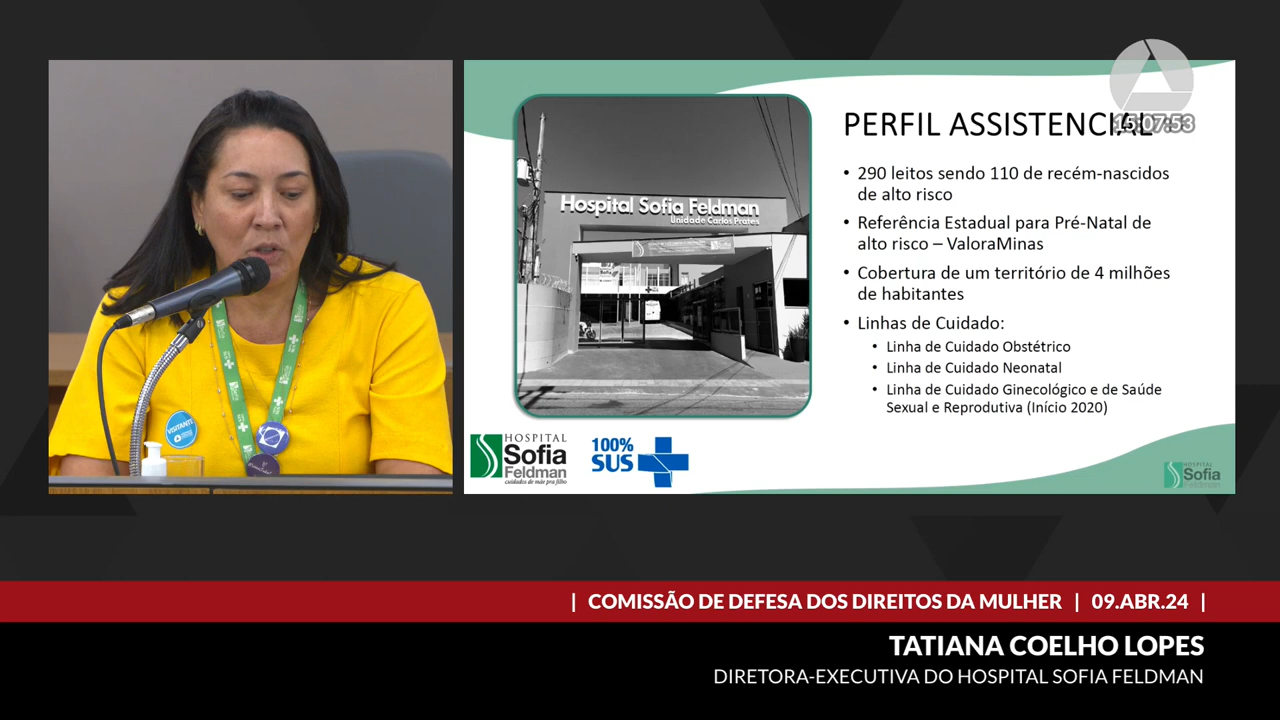 15:07:53
VISITANTE
Hospital Sofia Feldman
Unidade Carlos Prates
PERFIL ASSISTENCIAL
• 290 leitos sendo 110 de recém-nascidos
de alto risco
• Referência Estadual para Pré-Natal de
alto risco – ValoraMinas
• Cobertura de um território de 4 milhões
de habitantes
• Linhas de Cuidado:
• Linha de Cuidado Obstétrico
• Linha de Cuidado Neonatal
• Linha de Cuidado Ginecológico e de Saúde
Sexual e Reprodutiva (Início 2020)
HOSPITAL
Sofia
Feldman
cuidados de mãe pra filho
100%
SUS
HOSPITAL
Sofia
Feldman
| COMISSÃO DE DEFESA DOS DIREITOS DA MULHER | 09.ABR.24 |
TATIANA COELHO LOPES
DIRETORA-EXECUTIVA DO HOSPITAL SOFIA FELDMAN